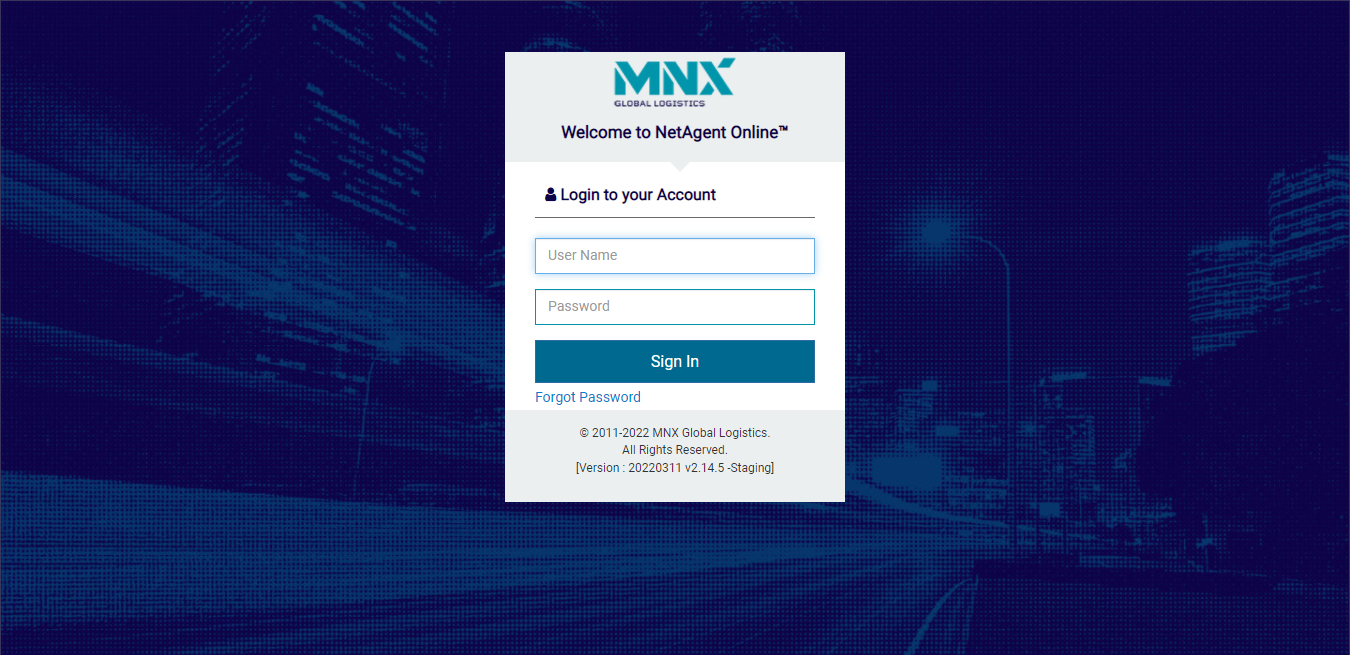 MNX
GLOBAL LOGISTICS
Welcome to NetAgent Online™
Login to your Account
User Name
Password
Sign In
Forgot Password
© 2011-2022 MNX Global Logistics.
All Rights Reserved.
[Version : 20220311 v2.14.5 -Staging]